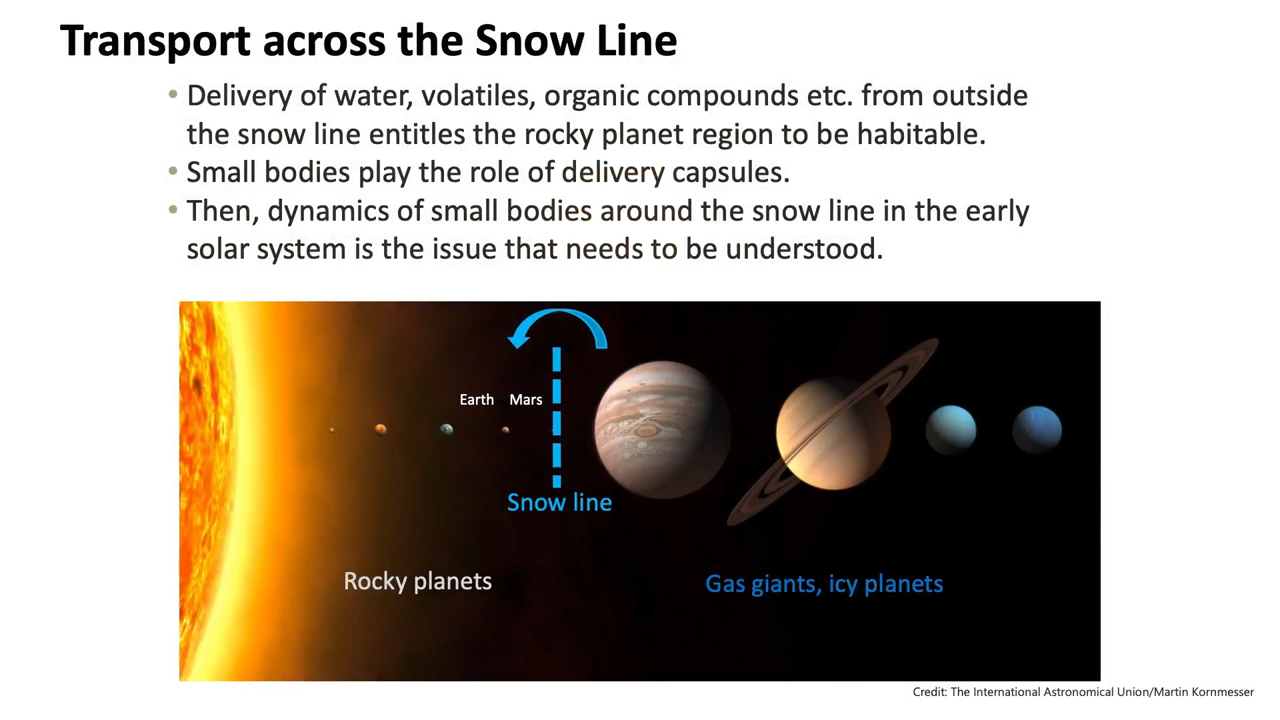 Transport across the Snow Line
• Delivery of water, volatiles, organic compounds etc. from outside
the snow line entitles the rocky planet region to be habitable.
• Small bodies play the role of delivery capsules.
• Then, dynamics of small bodies around the snow line in the early
solar system is the issue that needs to be understood.
Earth Mars
Snow line
Rocky planets
Gas giants, icy planets
Credit: The International Astronomical Union/Martin Kornmesser